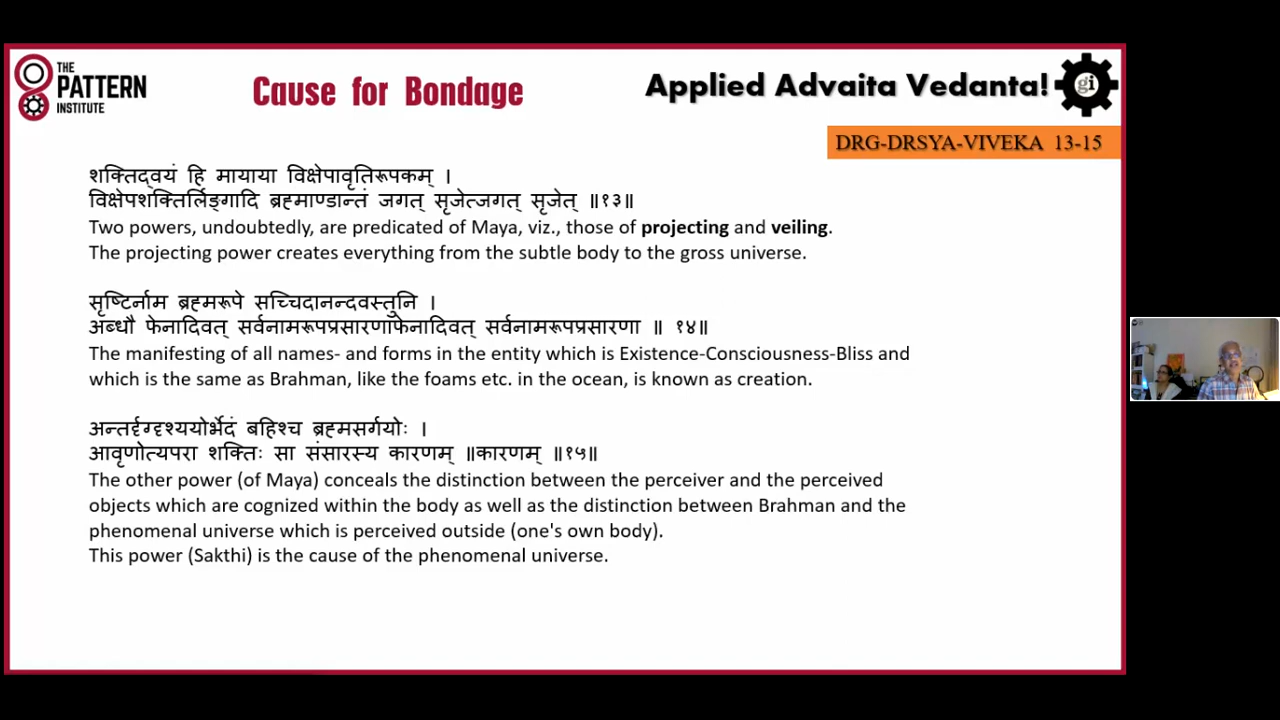 THE
PATTERN
INSTITUTE
Cause for Bondage
Applied Advaita Vedanta!
gi
DRG-DRSYA-VIVEKA 13-15
शक्तिद्वयं हि मायाया विक्षेपावृतिरूपकम् ।
विक्षेपशक्तिर्लिङ्गादि ब्रह्माण्डान्तं जगत् सृजेत्जगत् सृजेत् ॥१३॥
Two powers, undoubtedly, are predicated of Maya, viz., those of projecting and veiling.
The projecting power creates everything from the subtle body to the gross universe.
सृष्टिर्नाम ब्रह्मरूपे सच्चिदानन्दवस्तुनि ।
अब्धौ फेनादिवत् सर्वनामरूपप्रसारणाफेनादिवत् सर्वनामरूपप्रसारणा ॥ १४॥
The manifesting of all names- and forms in the entity which is Existence-Consciousness-Bliss and
which is the same as Brahman, like the foams etc. in the ocean, is known as creation.
अन्तर्दृग्दृश्ययोर्भेदं बहिश्च ब्रह्मसर्गयोः ।
आवृणोत्यपरा शक्तिः सा संसारस्य कारणम् ॥कारणम् ॥१५॥
The other power (of Maya) conceals the distinction between the perceiver and the perceived
objects which are cognized within the body as well as the distinction between Brahman and the
phenomenal universe which is perceived outside (one's own body).
This power (Sakthi) is the cause of the phenomenal universe.